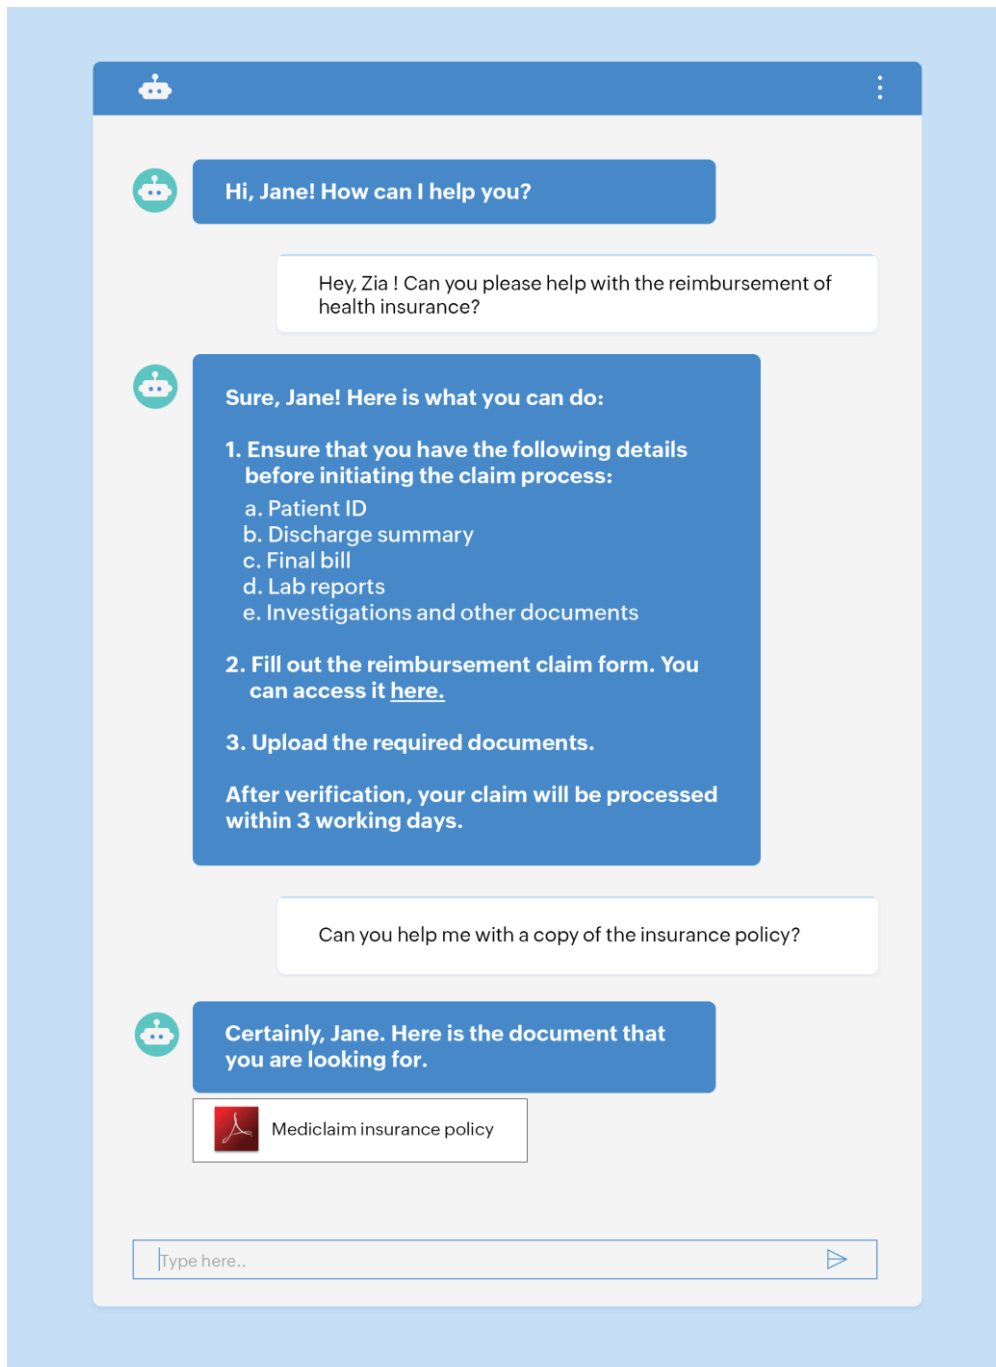 Hi, Jane! How can I help you?
Hey, Zia ! Can you please help with the reimbursement of
health insurance?
Sure, Jane! Here is what you can do:
1. Ensure that you have the following details
before initiating the claim process:
a. Patient ID
b. Discharge summary
c. Final bill
d. Lab reports
e. Investigations and other documents
2. Fill out the reimbursement claim form. You
can access it here.
3. Upload the required documents.
After verification, your claim will be processed
within 3 working days.
Can you help me with a copy of the insurance policy?
Certainly, Jane. Here is the document that
you are looking for.
Mediclaim insurance policy
Type here..